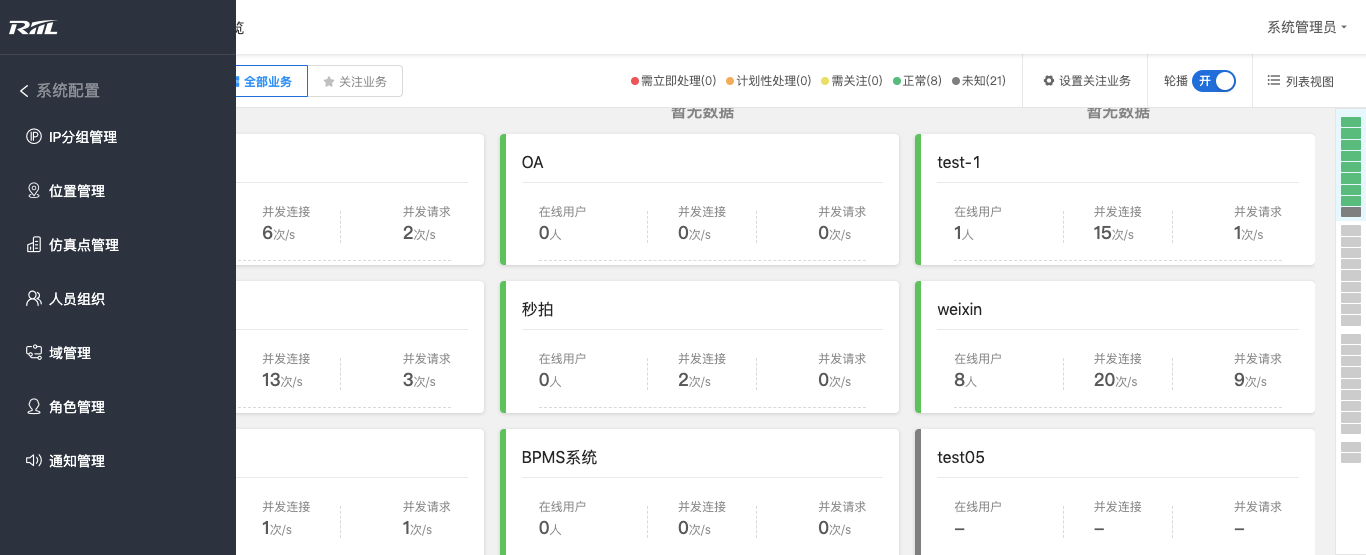 RIIL
系统配置
IP分组管理
位置管理
仿真点管理
人员组织
域管理
角色管理
通知管理
览
系统管理员
全部业务
关注业务
需立即处理(0)
计划性处理(0)
需关注(0)
正常(8)
未知(21)
设置关注业务
轮播 开
列表视图
暂无数据
暂无数据
并发连接 并发请求
6次/s 2次/s
OA
在线用户 并发连接 并发请求
0人 0次/s 0次/s
test-1
在线用户 并发连接 并发请求
1人 15次/s 1次/s
并发连接 并发请求
13次/s 3次/s
秒拍
在线用户 并发连接 并发请求
0人 2次/s 0次/s
weixin
在线用户 并发连接 并发请求
8人 20次/s 9次/s
并发连接 并发请求
1次/s 1次/s
BPMS系统
在线用户 并发连接 并发请求
0人 0次/s 0次/s
test05
在线用户 并发连接 并发请求
– – –